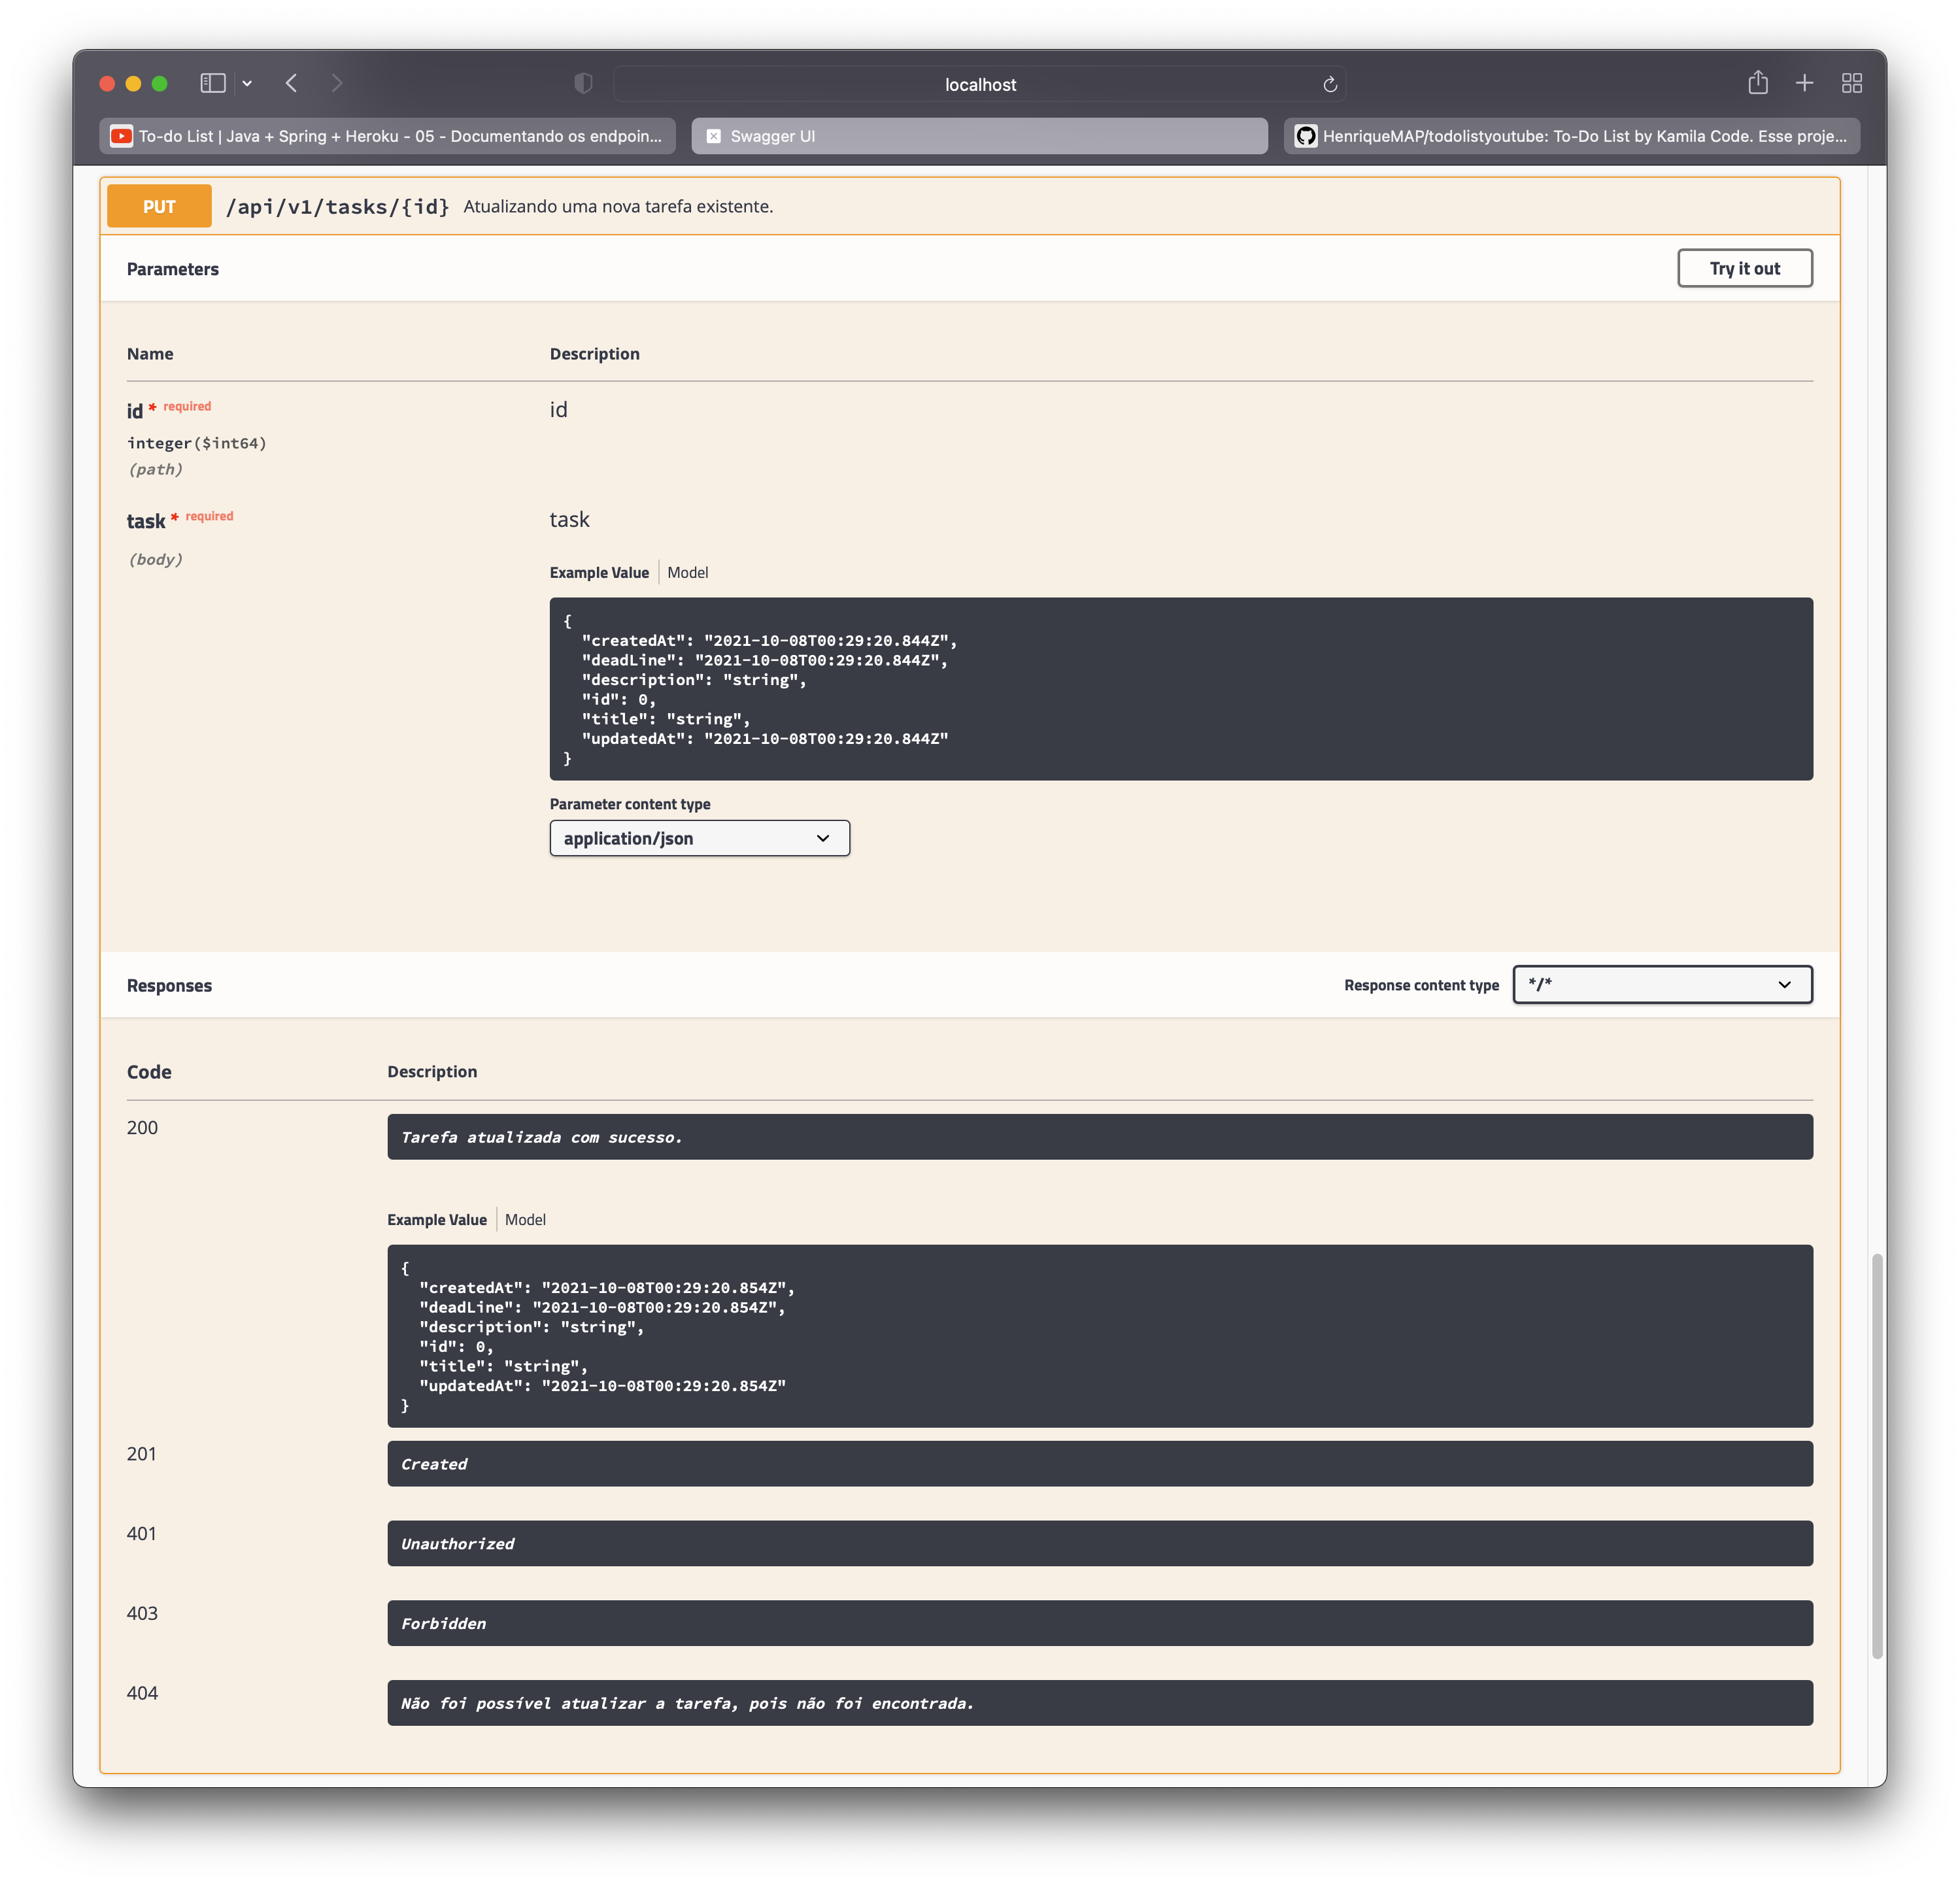 localhost
To-do List | Java + Spring + Heroku - 05 - Documentando os endpoin...
Swagger UI
HenriqueMAP/todolistyoutube: To-Do List by Kamila Code. Esse proje...
PUT /api/v1/tasks/{id} Atualizando uma nova tarefa existente.
Parameters
Try it out
Name Description
id * required
id
integer($int64)
(path)
task * required
task
(body)
Example Value Model
{
"createdAt": "2021-10-08T00:29:20.844Z",
"deadLine": "2021-10-08T00:29:20.844Z",
"description": "string",
"id": 0,
"title": "string",
"updatedAt": "2021-10-08T00:29:20.844Z"
}
Parameter content type
application/json
Responses
Response content type */*
Code Description
200
Tarefa atualizada com sucesso.
Example Value Model
{
"createdAt": "2021-10-08T00:29:20.854Z",
"deadLine": "2021-10-08T00:29:20.854Z",
"description": "string",
"id": 0,
"title": "string",
"updatedAt": "2021-10-08T00:29:20.854Z"
}
201
Created
401
Unauthorized
403
Forbidden
404
Não foi possível atualizar a tarefa, pois não foi encontrada.